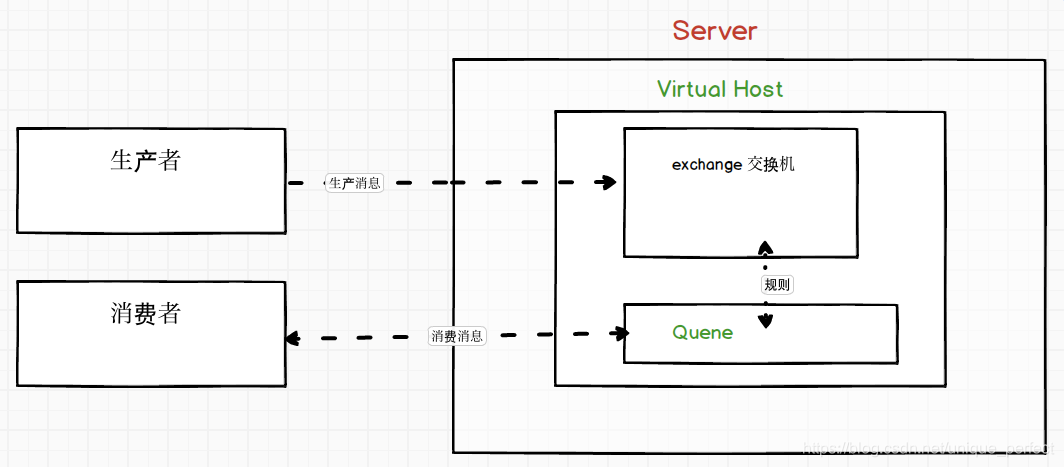 Server
Virtual Host
生产者
exchange 交换机
生产消息
规则
消费者
消费消息
Quene
https://blog.csdn.net/unique_perfect